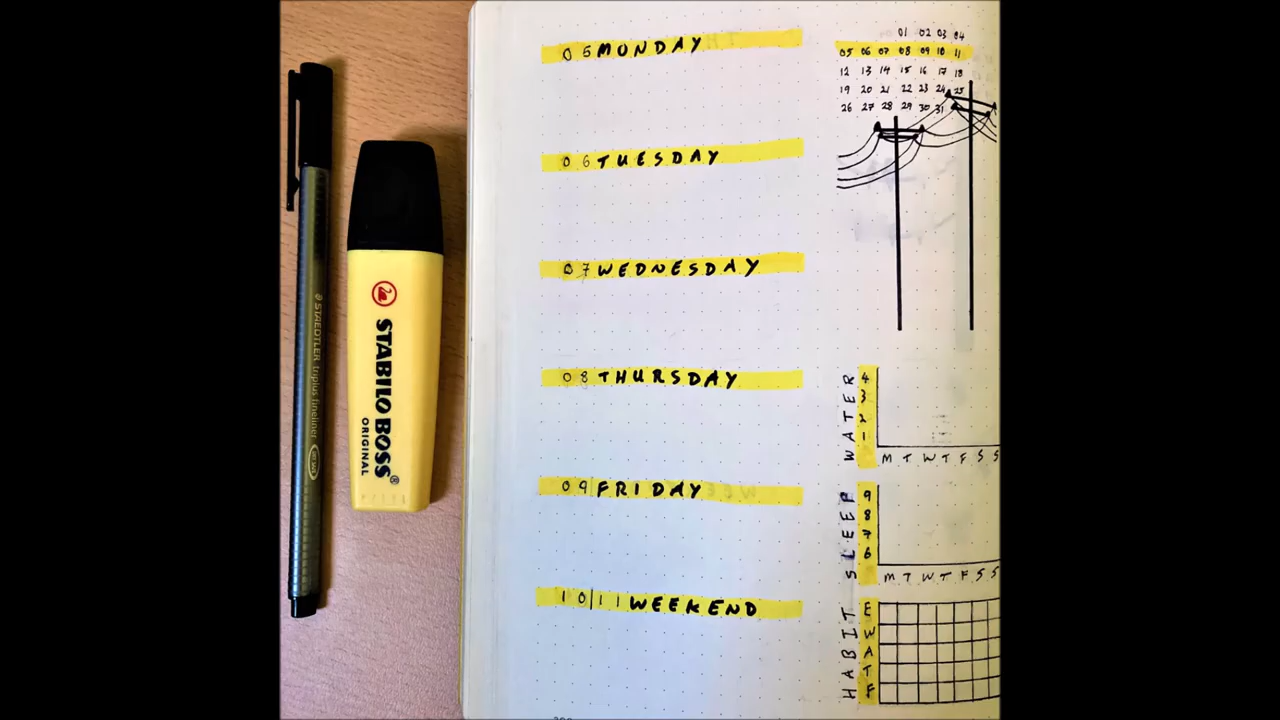 STAEDTLER triplus fineliner
STABILO BOSS®
ORIGINAL
06 MONDAY
06 TUESDAY
07 WEDNESDAY
08 THURSDAY
09 FRIDAY
10|11 WEEKEND
01 02 03 04
05 06 07 08 09 10 11
12 13 14 15 16 17 18
19 20 21 22 23 24 25
26 27 28 29 30 31
WATER
4
3
2
1
M T W T F S S
SLEEP
9
8
7
6
M T W T F S S
HABIT
E
W
A
T
F